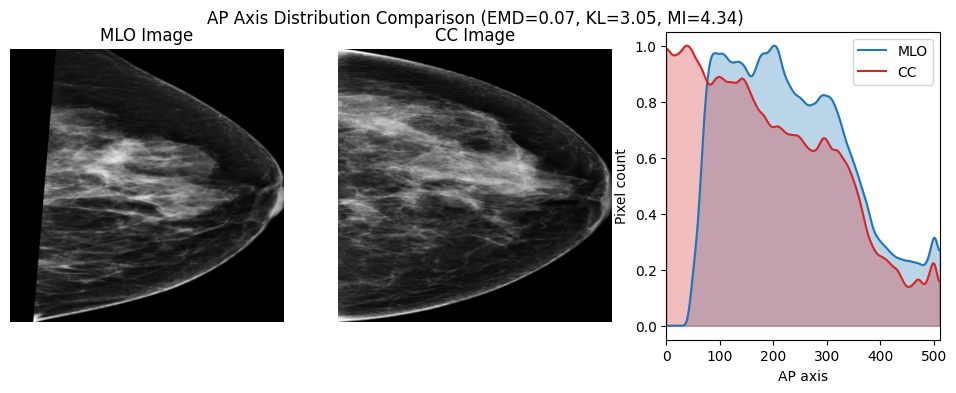 AP Axis Distribution Comparison (EMD=0.07, KL=3.05, MI=4.34)
MLO Image
CC Image
MLO
CC
Pixel count
1.0
0.8
0.6
0.4
0.2
0.0
0 100 200 300 400 500
AP axis